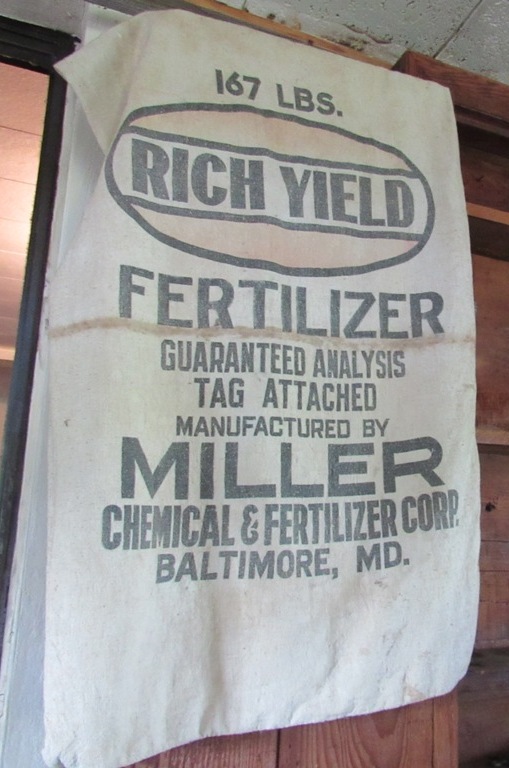 167 LBS.
RICH YIELD
FERTILIZER
GUARANTEED ANALYSIS
TAG ATTACHED
MANUFACTURED BY
MILLER
CHEMICAL & FERTILIZER CORP.
BALTIMORE, MD.